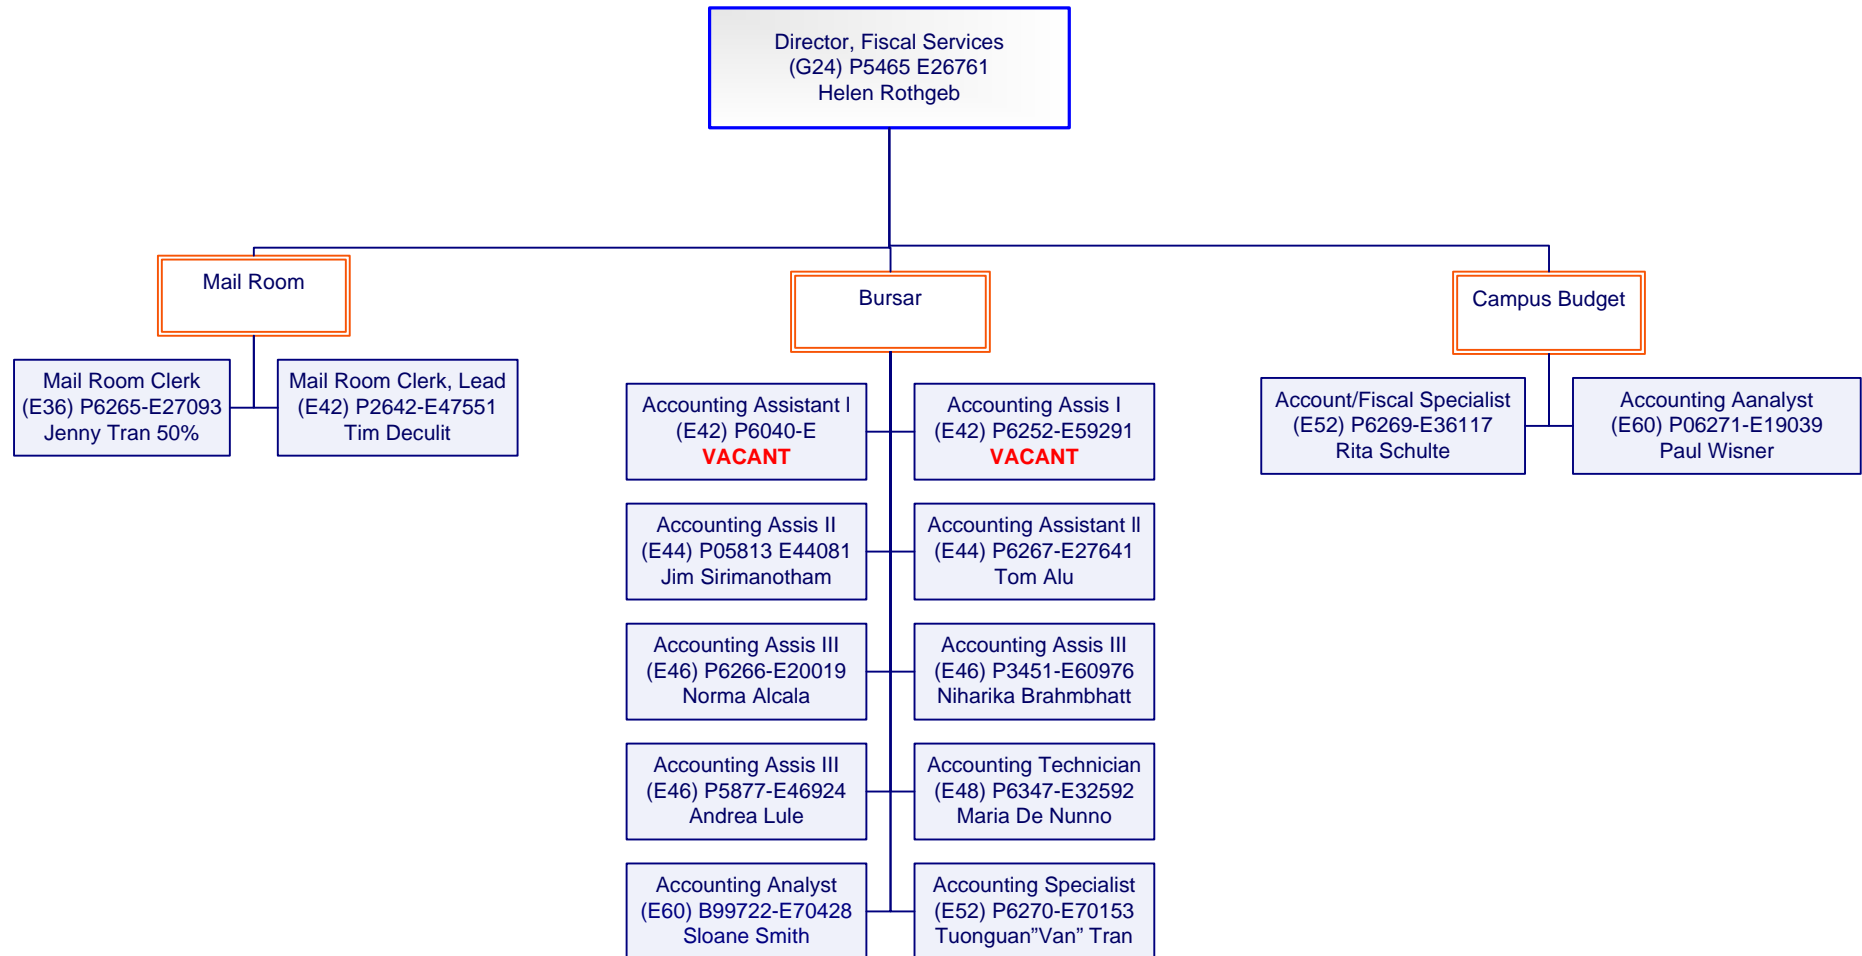 Director, Fiscal Services
(G24) P5465 E26761
Helen Rothgeb
Mail Room
Bursar
Campus Budget
Mail Room Clerk
(E36) P6265-E27093
Jenny Tran 50%
Mail Room Clerk, Lead
(E42) P2642-E47551
Tim Deculit
Accounting Assistant I
(E42) P6040-E
VACANT
Accounting Assis I
(E42) P6252-E59291
VACANT
Account/Fiscal Specialist
(E52) P6269-E36117
Rita Schulte
Accounting Aanalyst
(E60) P06271-E19039
Paul Wisner
Accounting Assis II
(E44) P05813 E44081
Jim Sirimanotham
Accounting Assistant II
(E44) P6267-E27641
Tom Alu
Accounting Assis III
(E46) P6266-E20019
Norma Alcala
Accounting Assis III
(E46) P3451-E60976
Niharika Brahmbhatt
Accounting Assis III
(E46) P5877-E46924
Andrea Lule
Accounting Technician
(E48) P6347-E32592
Maria De Nunno
Accounting Analyst
(E60) B99722-E70428
Sloane Smith
Accounting Specialist
(E52) P6270-E70153
Tuonguan”Van” Tran